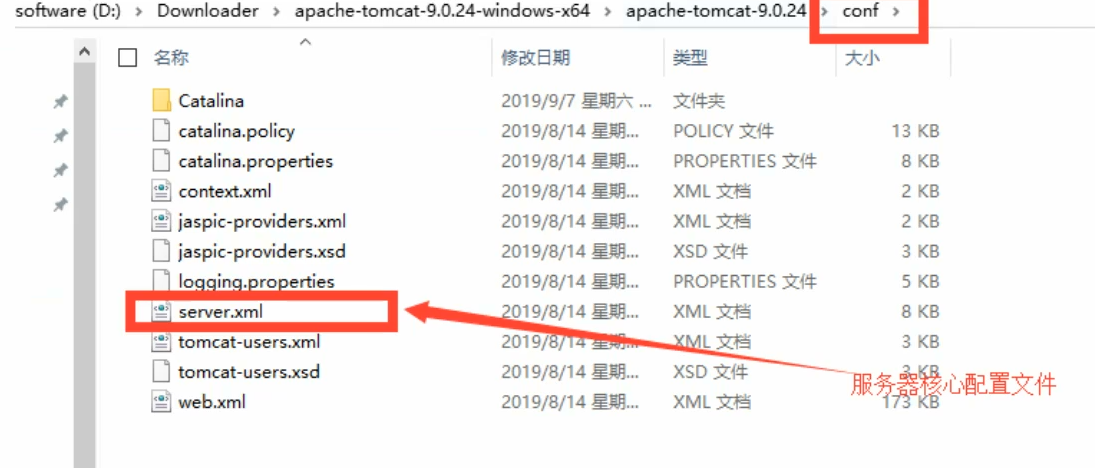 software (D:) › Downloader › apache-tomcat-9.0.24-windows-x64 › apache-tomcat-9.0.24 › conf ›
名称 修改日期 类型 大小
Catalina 2019/9/7 星期六 ... 文件夹
catalina.policy 2019/8/14 星期... POLICY 文件 13 KB
catalina.properties 2019/8/14 星期... PROPERTIES 文件 8 KB
context.xml 2019/8/14 星期... XML 文档 2 KB
jaspic-providers.xml 2019/8/14 星期... XML 文档 2 KB
jaspic-providers.xsd 2019/8/14 星期... XSD 文件 3 KB
logging.properties 2019/8/14 星期... PROPERTIES 文件 5 KB
server.xml 2019/8/14 星期... XML 文档 8 KB
tomcat-users.xml 2019/8/14 星期... XML 文档 3 KB
tomcat-users.xsd 2019/8/14 星期... XSD 文件 3 KB
服务器核心配置文件
web.xml 2019/8/14 星期... XML 文档 173 KB